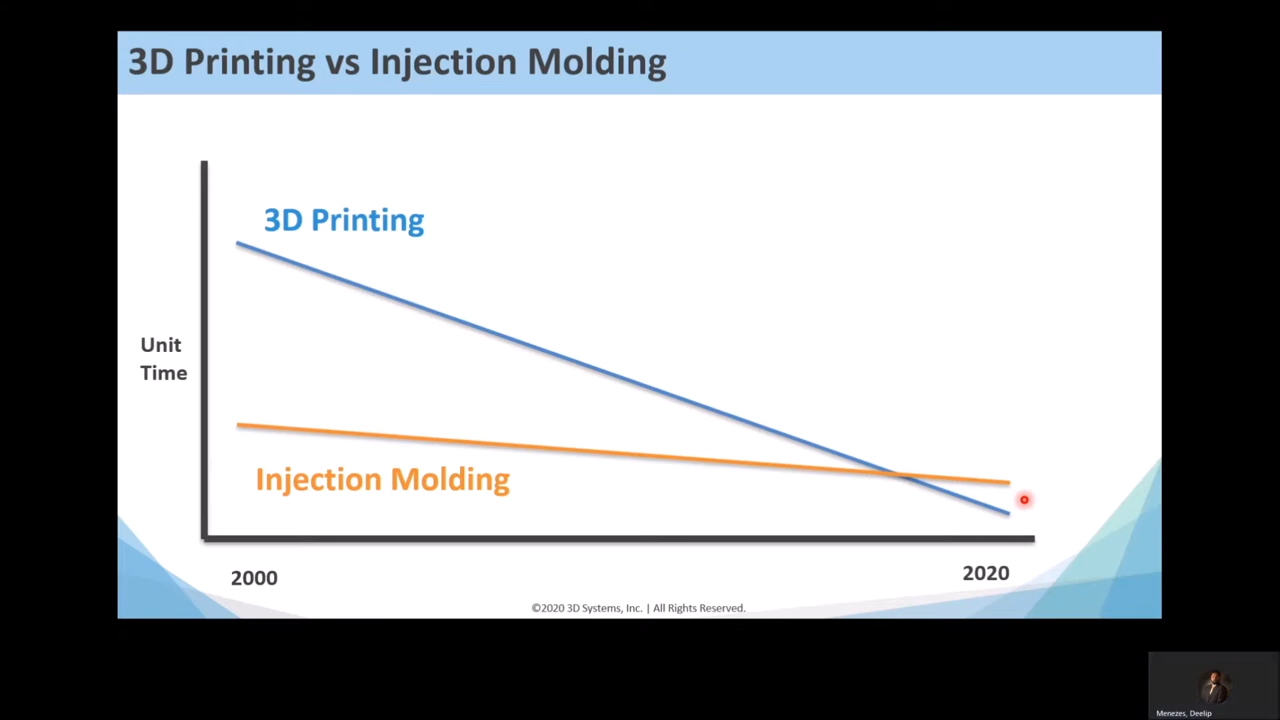 3D Printing vs Injection Molding
3D Printing
Unit
Time
Injection Molding
2000
2020
©2020 3D Systems, Inc. | All Rights Reserved.
Menezes, Deelip